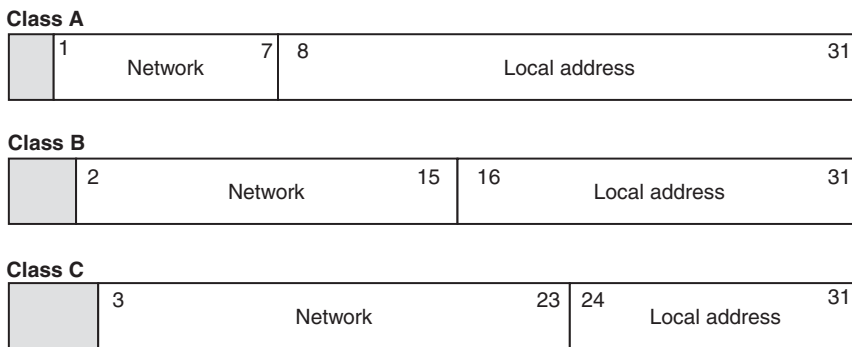 Class A
1 Network 7 8 Local address 31
Class B
2 Network 15 16 Local address 31
Class C
3 Network 23 24 Local address 31